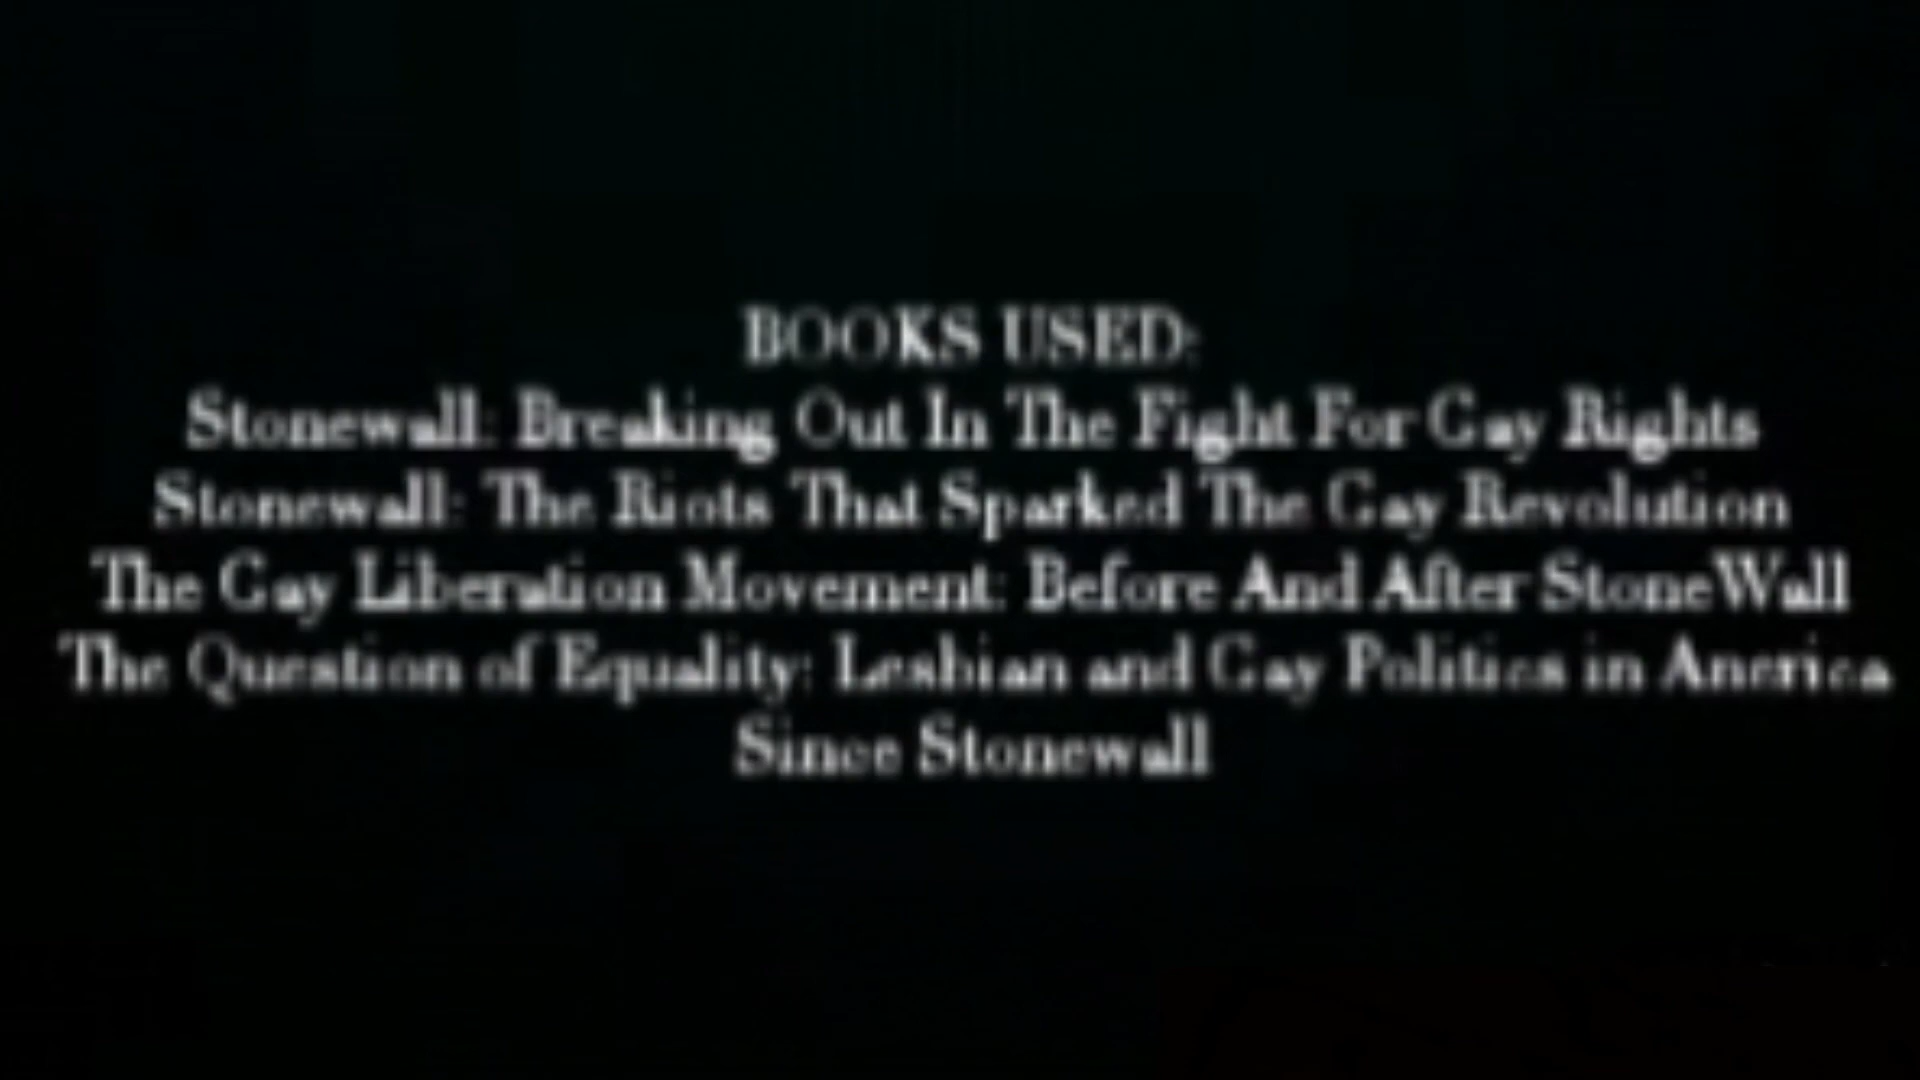 BOOKS USED:
Stonewall: Breaking Out In The Fight For Gay Rights
Stonewall: The Riots That Sparked The Gay Revolution
The Gay Liberation Movement: Before And After StoneWall
The Question of Equality: Lesbian and Gay Politics in America
Since Stonewall